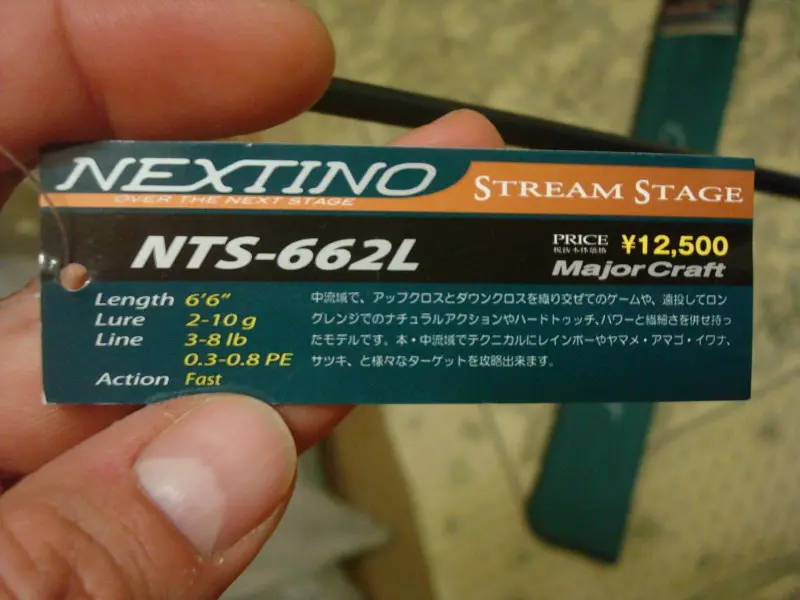 NEXTINO STREAM STAGE
OVER THE NEXT STAGE
NTS-662L
PRICE ¥12,500
税抜本体価格
Major Craft
Length 6'6"
Lure 2-10 g
Line 3-8 lb
0.3-0.8 PE
Action Fast
中流域で、アップクロスとダウンクロスを織り交ぜてのゲームや、遠投してロン
グレンジでのナチュラルアクションやハードトゥッチ、パワーと繊細さを併せ持っ
たモデルです。本・中流域でテクニカルにレインボーやヤマメ・アマゴ・イワナ、
サツキ、と様々なターゲットを攻略出来ます。